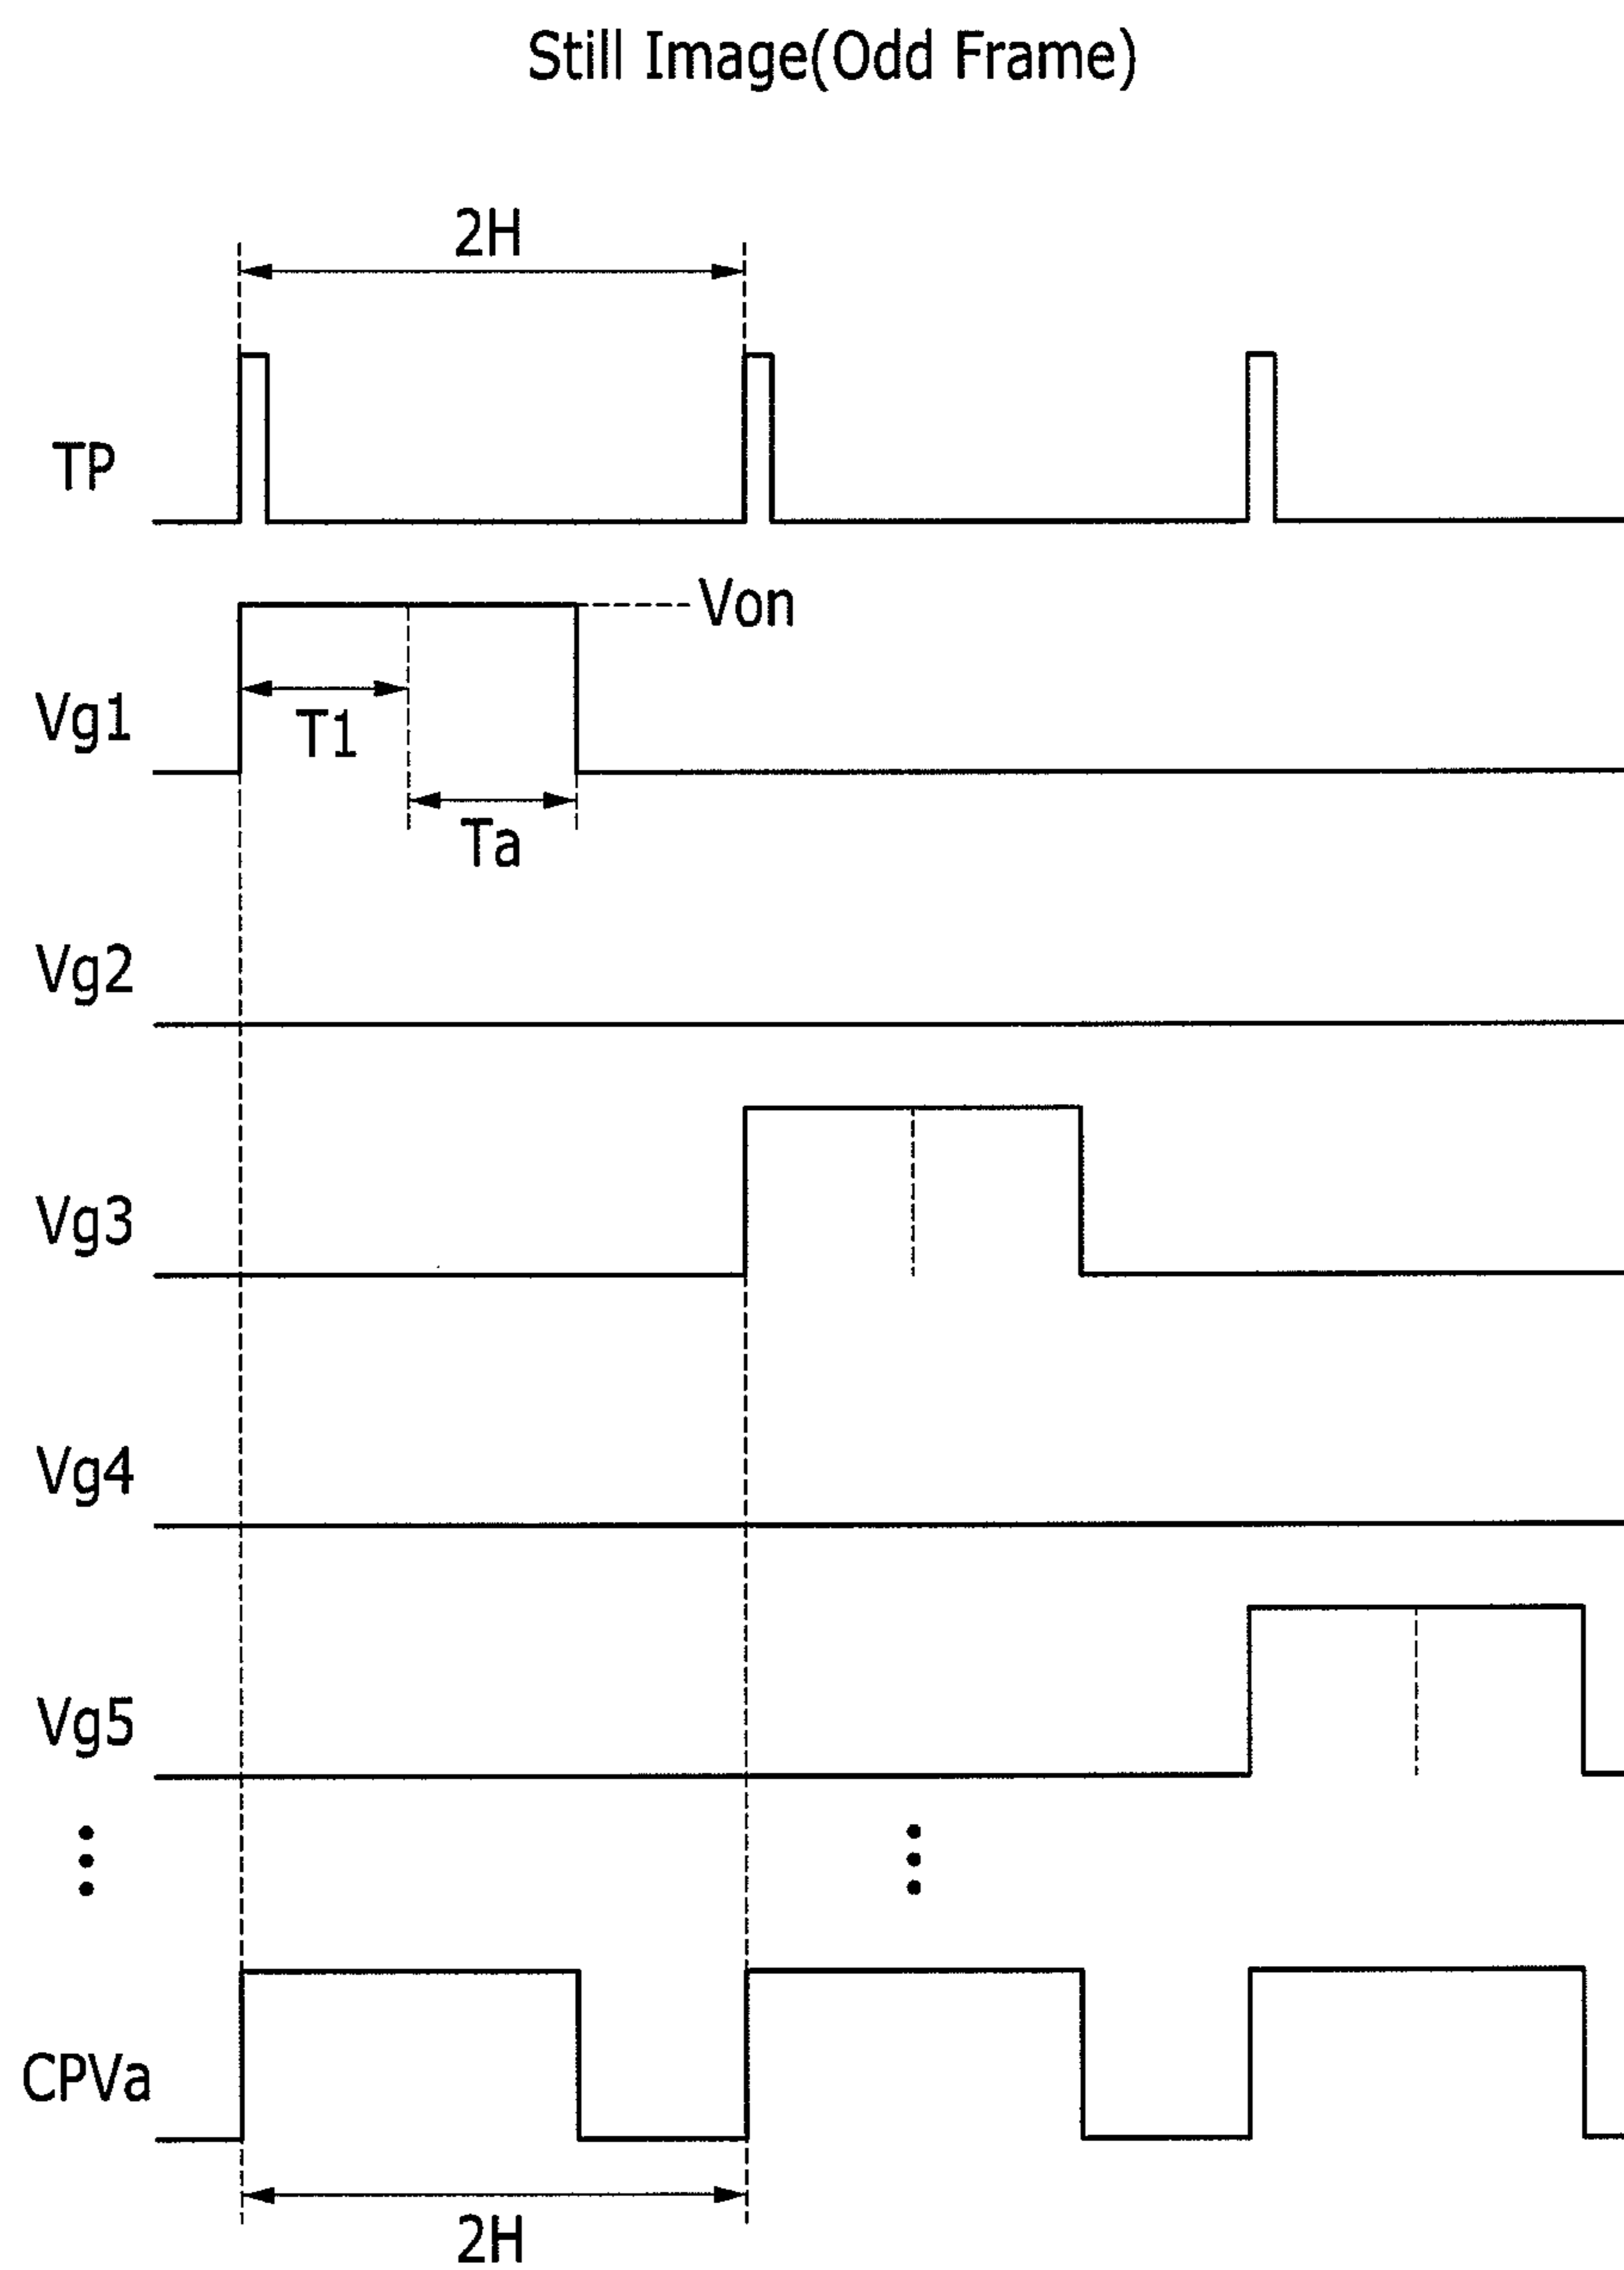 Still Image(Odd Frame)
2H
TP
Von
Vg1
T1
Ta
Vg2
Vg3
Vg4
Vg5
CPVa
2H